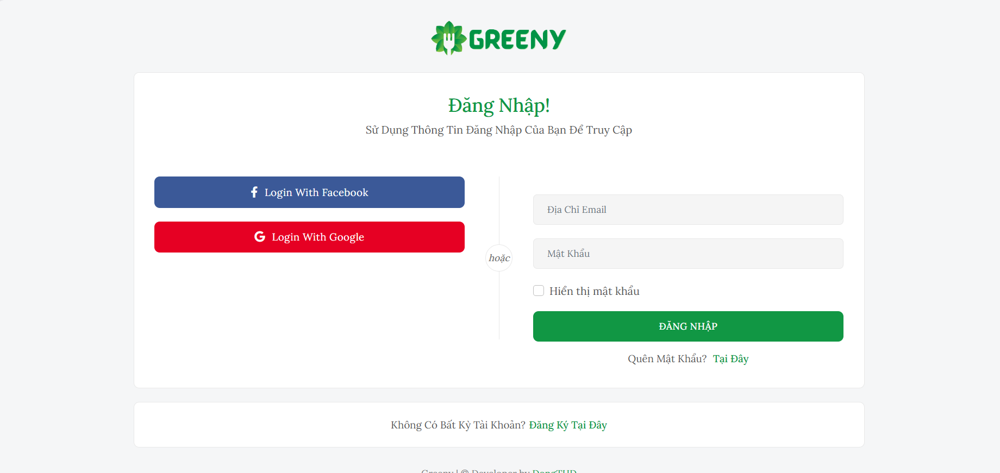 GREENY
Đăng Nhập!
Sử Dụng Thông Tin Đăng Nhập Của Bạn Để Truy Cập
Login With Facebook
Login With Google
hoặc
Địa Chỉ Email
Mật Khẩu
Hiển thị mật khẩu
ĐĂNG NHẬP
Quên Mật Khẩu? Tại Đây
Không Có Bất Kỳ Tài Khoản? Đăng Ký Tại Đây
Greeny | © Developer by